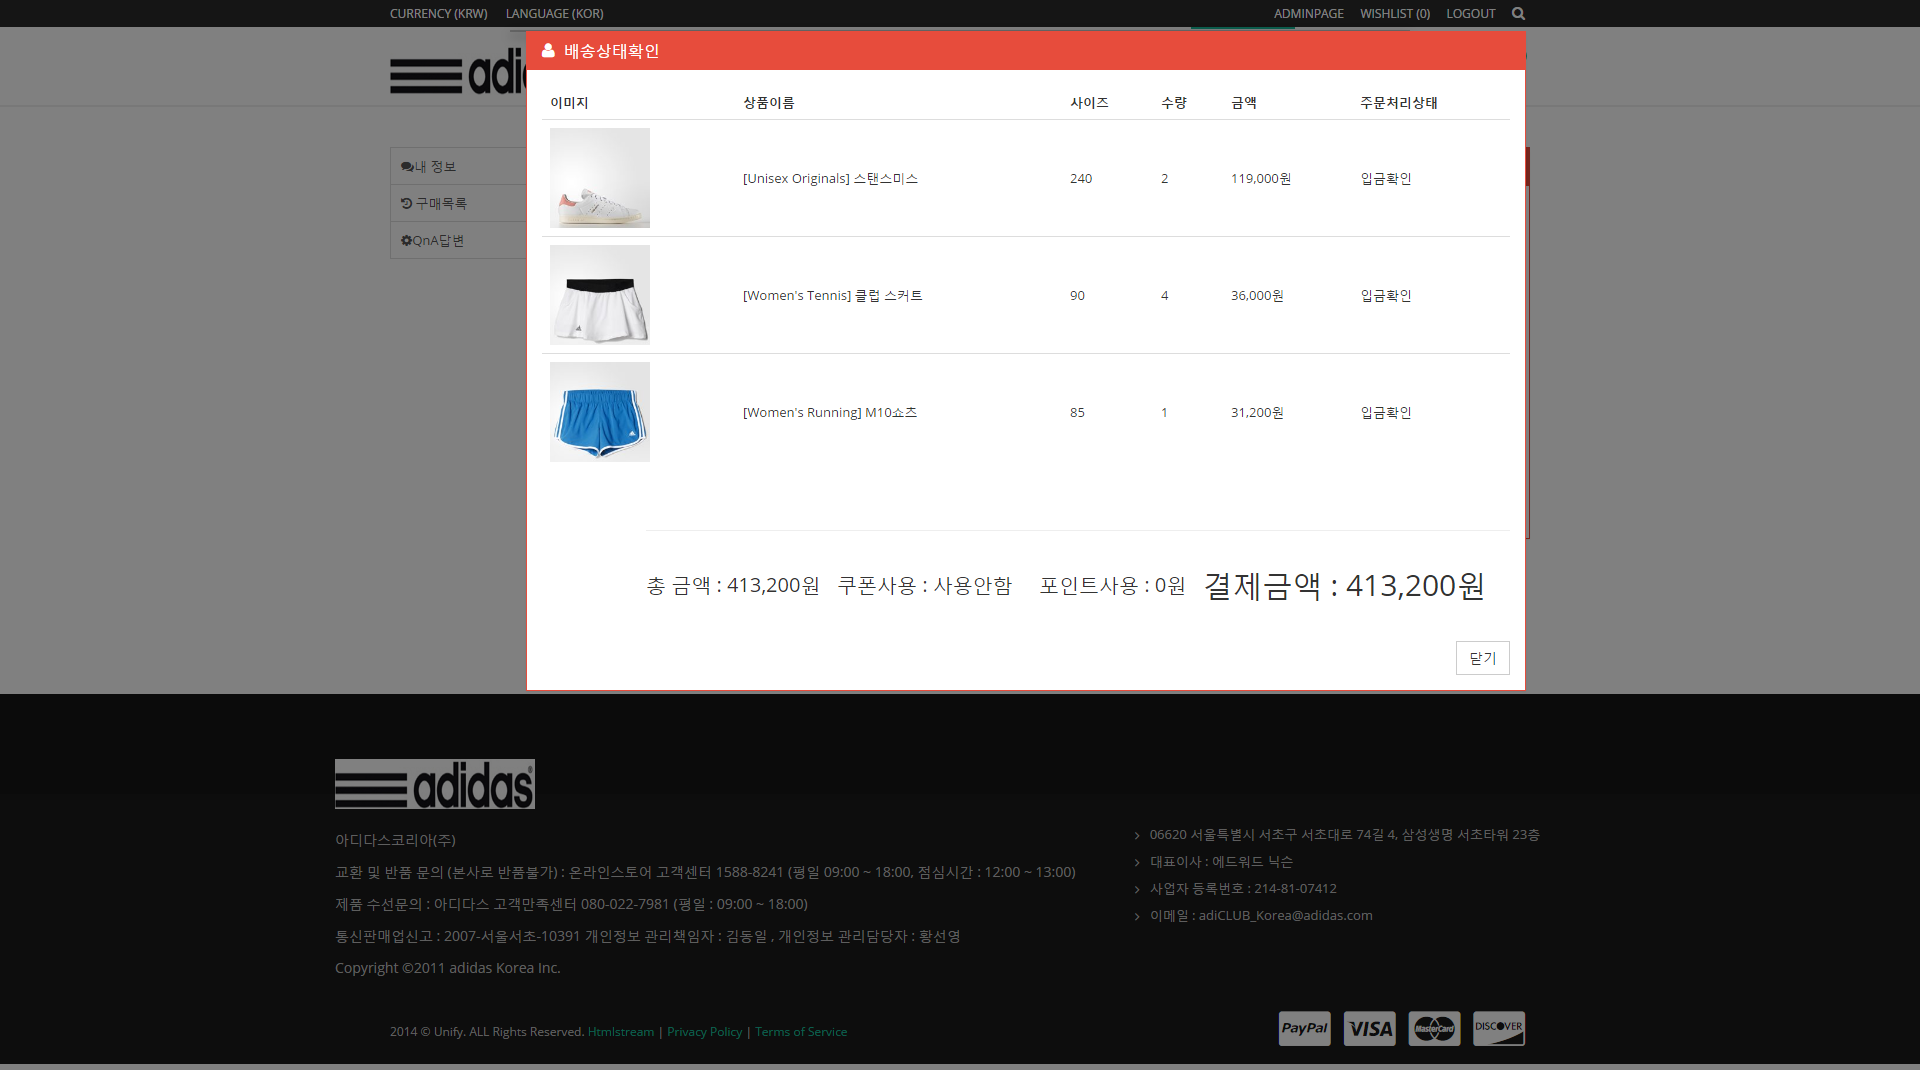 CURRENCY (KRW) LANGUAGE (KOR) ADMINPAGE WISHLIST (0) LOGOUT
adi
배송상태확인
내 정보
구매목록
QnA답변
이미지 상품이름 사이즈 수량 금액 주문처리상태
[Unisex Originals] 스탠스미스 240 2 119,000원 입금확인
[Women's Tennis] 클럽 스커트 90 4 36,000원 입금확인
[Women's Running] M10쇼츠 85 1 31,200원 입금확인
총 금액 : 413,200원 쿠폰사용 : 사용안함 포인트사용 : 0원 결제금액 : 413,200원
닫기
adidas®
아디다스코리아(주)
교환 및 반품 문의 (본사로 반품불가) : 온라인스토어 고객센터 1588-8241 (평일 09:00 ~ 18:00, 점심시간 : 12:00 ~ 13:00)
제품 수선문의 : 아디다스 고객만족센터 080-022-7981 (평일 : 09:00 ~ 18:00)
통신판매업신고 : 2007-서울서초-10391 개인정보 관리책임자 : 김동일 , 개인정보 관리담당자 : 황선영
Copyright ©2011 adidas Korea Inc.
06620 서울특별시 서초구 서초대로 74길 4, 삼성생명 서초타워 23층
대표이사 : 에드워드 닉슨
사업자 등록번호 : 214-81-07412
이메일 : adiCLUB_Korea@adidas.com
2014 © Unify. ALL Rights Reserved. Htmlstream | Privacy Policy | Terms of Service
PayPal VISA MasterCard DISCOVER